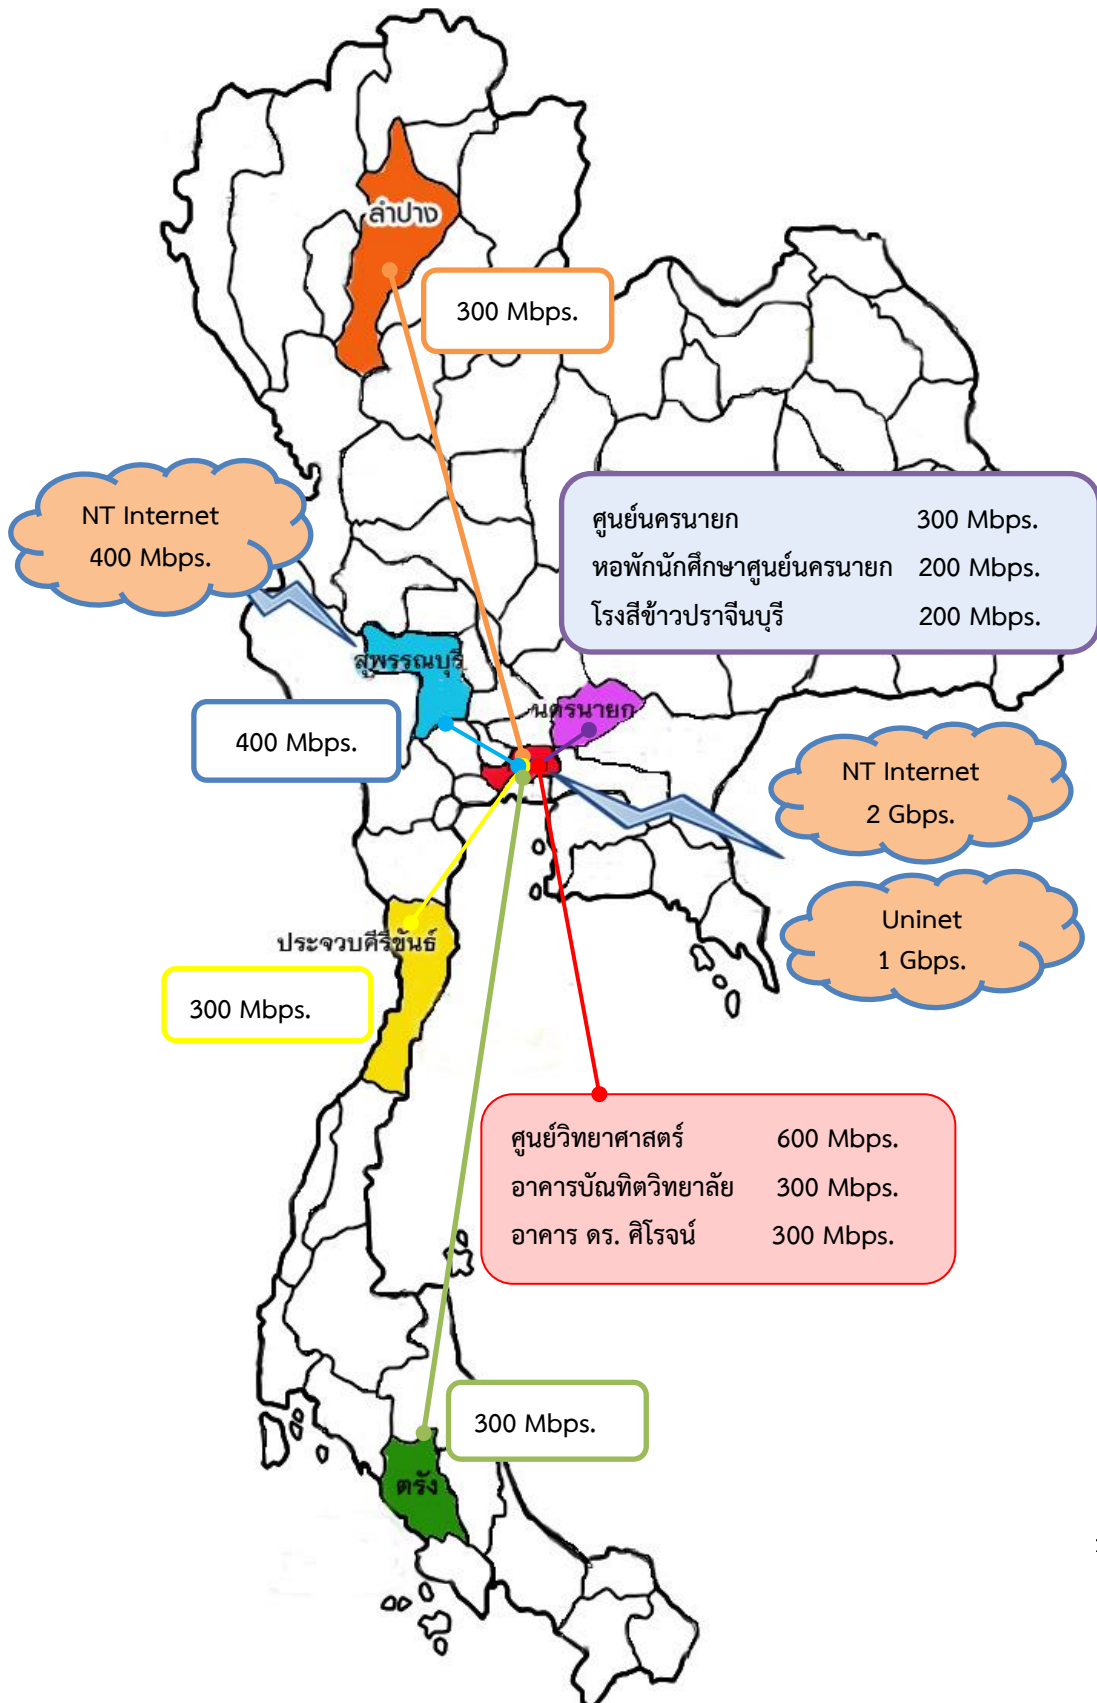 ลำปาง
300 Mbps.
NT Internet
400 Mbps.
ศูนย์นครนายก 300 Mbps.
หอพักนักศึกษาศูนย์นครนายก 200 Mbps.
โรงสีข้าวปราจีนบุรี 200 Mbps.
สุพรรณบุรี
นครนายก
400 Mbps.
NT Internet
2 Gbps.
Uninet
1 Gbps.
ประจวบคีรีขันธ์
300 Mbps.
ศูนย์วิทยาศาสตร์ 600 Mbps.
อาคารบัณฑิตวิทยาลัย 300 Mbps.
อาคาร ดร. ศิโรจน์ 300 Mbps.
300 Mbps.
ตรัง